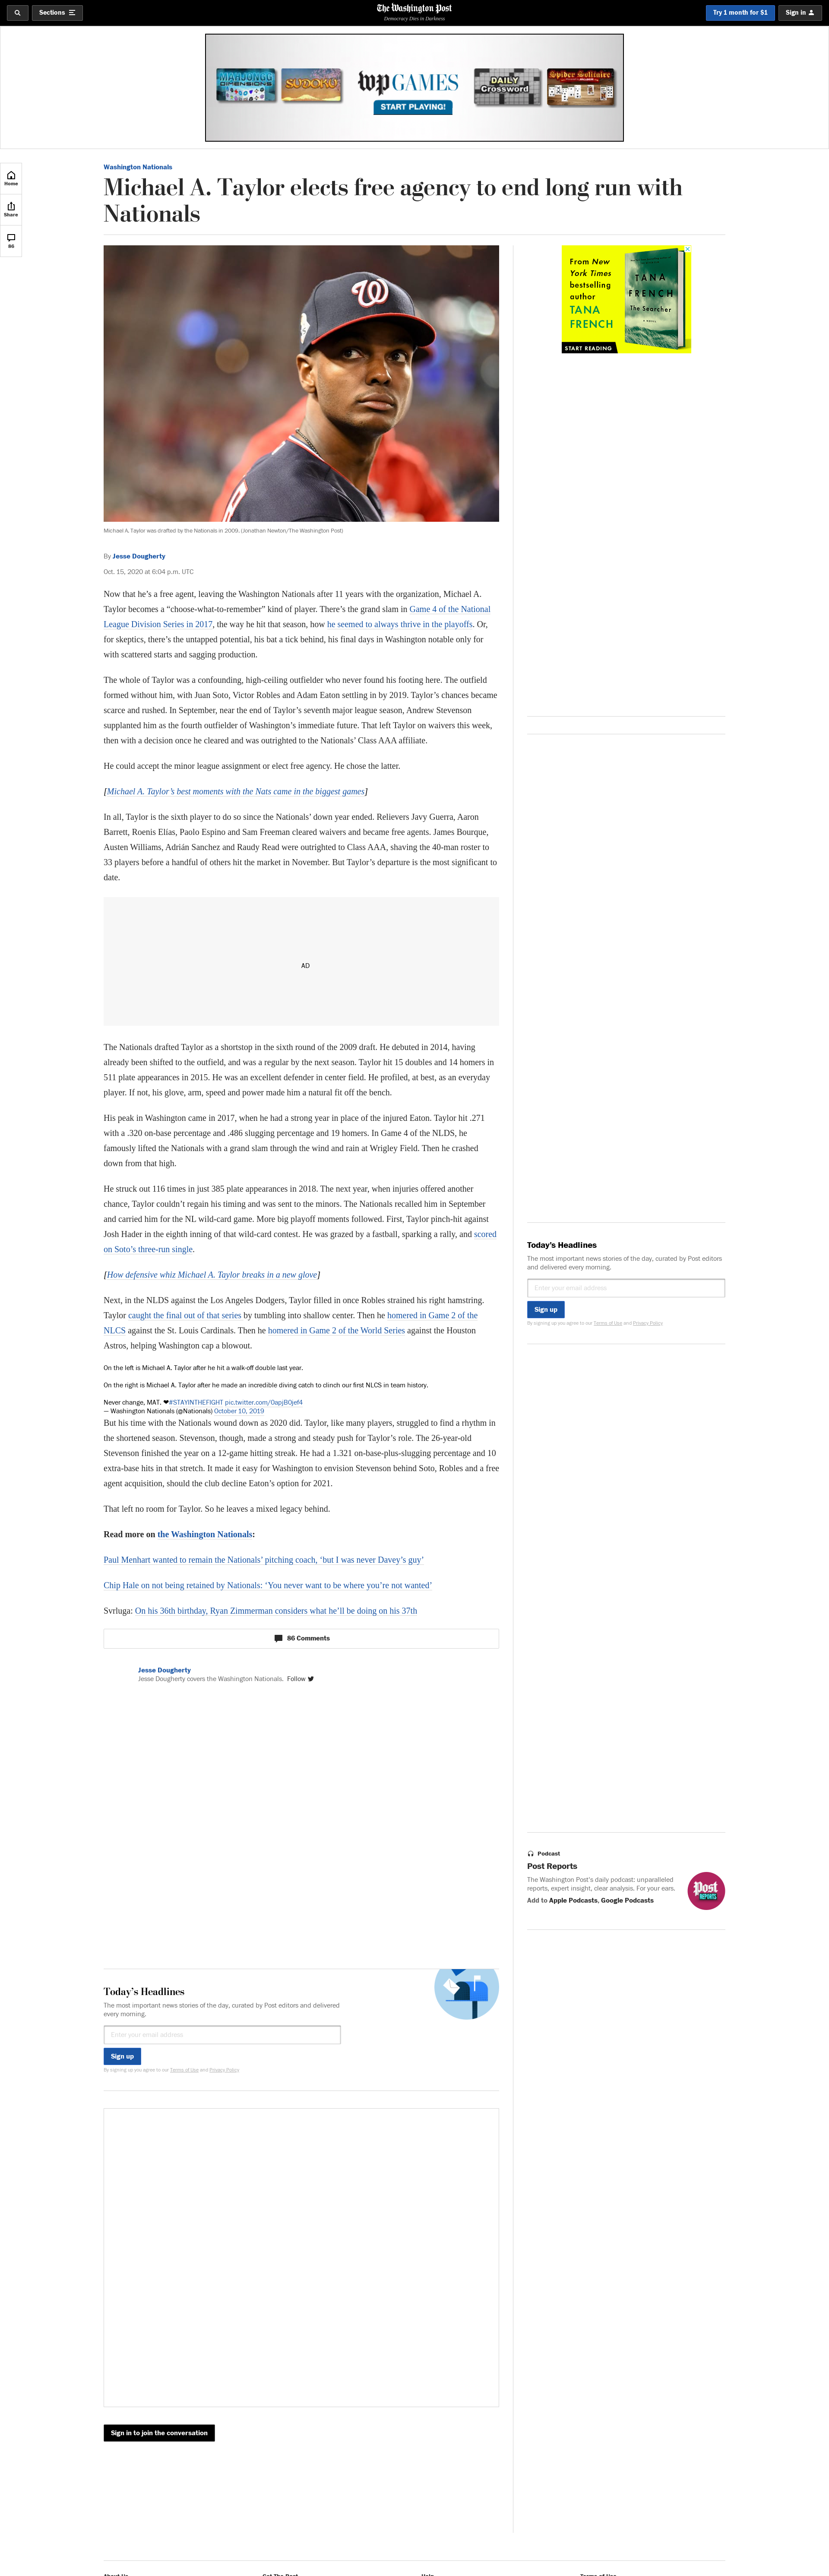 Sections
The Washington Post
Democracy Dies in Darkness
Try 1 month for $1
Sign in
MAHJONGG
DIMENSIONS
SUDOKU
wp GAMES
START PLAYING!
DAILY
Crossword
Spider Solitaire
Home
Share
86
Washington Nationals
Michael A. Taylor elects free agency to end long run with
Nationals
From New
York Times
bestselling
author
TANA
FRENCH
START READING
TANA
FRENCH
The Searcher
Michael A. Taylor was drafted by the Nationals in 2009. (Jonathan Newton/The Washington Post)
By Jesse Dougherty
Oct. 15, 2020 at 6:04 p.m. UTC
Now that he’s a free agent, leaving the Washington Nationals after 11 years with the organization, Michael A.
Taylor becomes a “choose-what-to-remember” kind of player. There’s the grand slam in Game 4 of the National
League Division Series in 2017, the way he hit that season, how he seemed to always thrive in the playoffs. Or,
for skeptics, there’s the untapped potential, his bat a tick behind, his final days in Washington notable only for
with scattered starts and sagging production.
The whole of Taylor was a confounding, high-ceiling outfielder who never found his footing here. The outfield
formed without him, with Juan Soto, Victor Robles and Adam Eaton settling in by 2019. Taylor’s chances became
scarce and rushed. In September, near the end of Taylor’s seventh major league season, Andrew Stevenson
supplanted him as the fourth outfielder of Washington’s immediate future. That left Taylor on waivers this week,
then with a decision once he cleared and was outrighted to the Nationals’ Class AAA affiliate.
He could accept the minor league assignment or elect free agency. He chose the latter.
[Michael A. Taylor’s best moments with the Nats came in the biggest games]
In all, Taylor is the sixth player to do so since the Nationals’ down year ended. Relievers Javy Guerra, Aaron
Barrett, Roenis Elías, Paolo Espino and Sam Freeman cleared waivers and became free agents. James Bourque,
Austen Williams, Adrián Sanchez and Raudy Read were outrighted to Class AAA, shaving the 40-man roster to
33 players before a handful of others hit the market in November. But Taylor’s departure is the most significant to
date.
AD
The Nationals drafted Taylor as a shortstop in the sixth round of the 2009 draft. He debuted in 2014, having
already been shifted to the outfield, and was a regular by the next season. Taylor hit 15 doubles and 14 homers in
511 plate appearances in 2015. He was an excellent defender in center field. He profiled, at best, as an everyday
player. If not, his glove, arm, speed and power made him a natural fit off the bench.
His peak in Washington came in 2017, when he had a strong year in place of the injured Eaton. Taylor hit .271
with a .320 on-base percentage and .486 slugging percentage and 19 homers. In Game 4 of the NLDS, he
famously lifted the Nationals with a grand slam through the wind and rain at Wrigley Field. Then he crashed
down from that high.
He struck out 116 times in just 385 plate appearances in 2018. The next year, when injuries offered another
chance, Taylor couldn’t regain his timing and was sent to the minors. The Nationals recalled him in September
and carried him for the NL wild-card game. More big playoff moments followed. First, Taylor pinch-hit against
Josh Hader in the eighth inning of that wild-card contest. He was grazed by a fastball, sparking a rally, and scored
on Soto’s three-run single.
[How defensive whiz Michael A. Taylor breaks in a new glove]
Next, in the NLDS against the Los Angeles Dodgers, Taylor filled in once Robles strained his right hamstring.
Taylor caught the final out of that series by tumbling into shallow center. Then he homered in Game 2 of the
NLCS against the St. Louis Cardinals. Then he homered in Game 2 of the World Series against the Houston
Astros, helping Washington cap a blowout.
On the left is Michael A. Taylor after he hit a walk-off double last year.
On the right is Michael A. Taylor after he made an incredible diving catch to clinch our first NLCS in team history.
Never change, MAT. ❤#STAYINTHEFIGHT pic.twitter.com/0apjBOjef4
— Washington Nationals (@Nationals) October 10, 2019
But his time with the Nationals wound down as 2020 did. Taylor, like many players, struggled to find a rhythm in
the shortened season. Stevenson, though, made a strong and steady push for Taylor’s role. The 26-year-old
Stevenson finished the year on a 12-game hitting streak. He had a 1.321 on-base-plus-slugging percentage and 10
extra-base hits in that stretch. It made it easy for Washington to envision Stevenson behind Soto, Robles and a free
agent acquisition, should the club decline Eaton’s option for 2021.
That left no room for Taylor. So he leaves a mixed legacy behind.
Read more on the Washington Nationals:
Paul Menhart wanted to remain the Nationals’ pitching coach, ‘but I was never Davey’s guy’
Chip Hale on not being retained by Nationals: ‘You never want to be where you’re not wanted’
Svrluga: On his 36th birthday, Ryan Zimmerman considers what he’ll be doing on his 37th
86 Comments
Jesse Dougherty
Jesse Dougherty covers the Washington Nationals. Follow
Today’s Headlines
The most important news stories of the day, curated by Post editors
and delivered every morning.
Enter your email address
Sign up
By signing up you agree to our Terms of Use and Privacy Policy
Podcast
Post Reports
The Washington Post's daily podcast: unparalleled
reports, expert insight, clear analysis. For your ears.
Add to Apple Podcasts, Google Podcasts
Post
REPORTS
Today’s Headlines
The most important news stories of the day, curated by Post editors and delivered
every morning.
Enter your email address
Sign up
By signing up you agree to our Terms of Use and Privacy Policy
Sign in to join the conversation